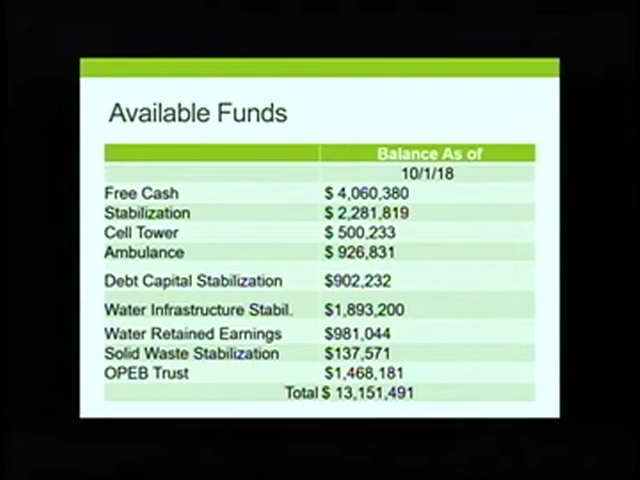 Available Funds
Balance As of
10/1/18
Free Cash $ 4,060,380
Stabilization $ 2,281,819
Cell Tower $ 500,233
Ambulance $ 926,831
Debt Capital Stabilization $902,232
Water Infrastructure Stabil. $1,893,200
Water Retained Earnings $981,044
Solid Waste Stabilization $137,571
OPEB Trust $1,468,181
Total $ 13,151,491